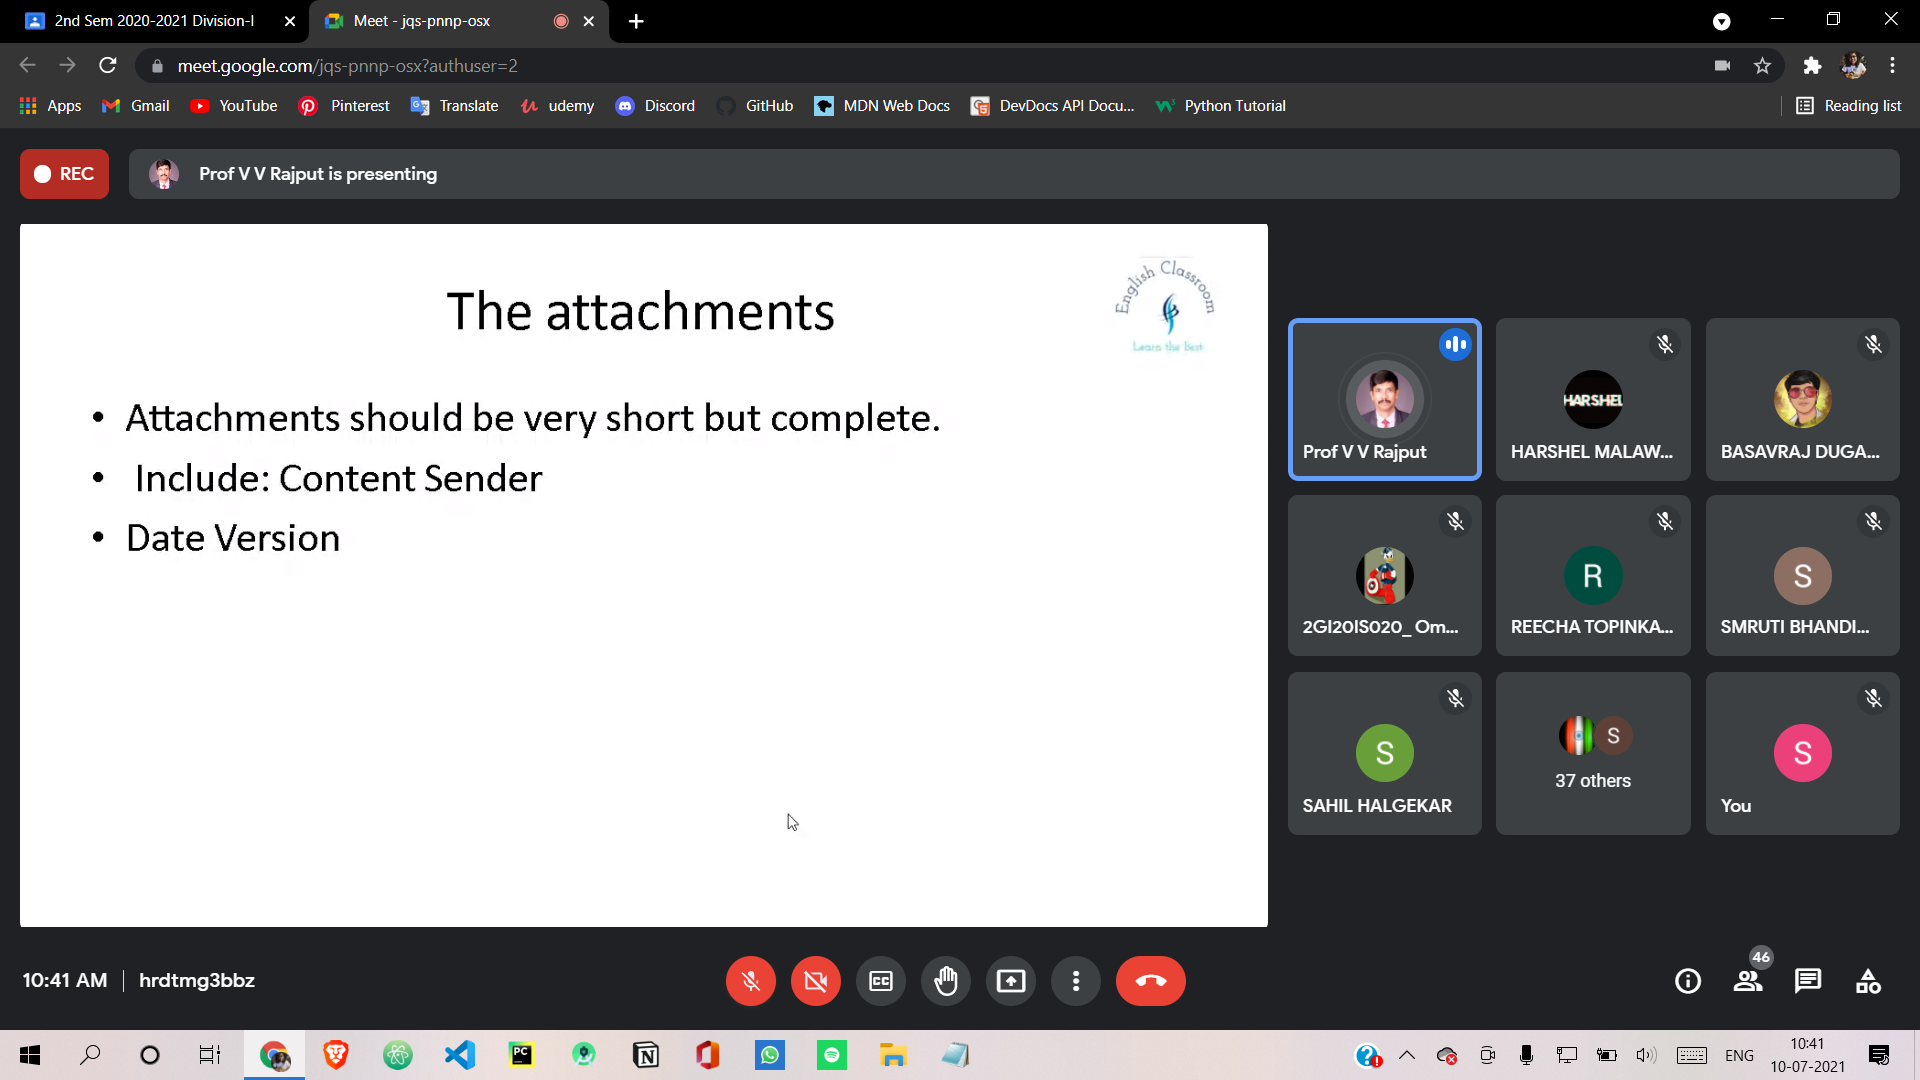 2nd Sem 2020-2021 Division-I
Meet - jqs-pnnp-osx
meet.google.com/jqs-pnnp-osx?authuser=2
Apps
Gmail
YouTube
Pinterest
Translate
udemy
Discord
GitHub
MDN Web Docs
DevDocs API Docu...
Python Tutorial
Reading list
REC
Prof V V Rajput is presenting
The attachments
English Classroom
Learn the Best
• Attachments should be very short but complete.
• Include: Content Sender
• Date Version
Prof V V Rajput
HARSHEL
HARSHEL MALAW...
BASAVRAJ DUGA...
2GI20IS020_ Om...
R
REECHA TOPINKA...
S
SMRUTI BHANDI...
S
SAHIL HALGEKAR
S
37 others
S
You
10:41 AM
hrdtmg3bbz
CC
46
PC
N
ENG
10:41
10-07-2021